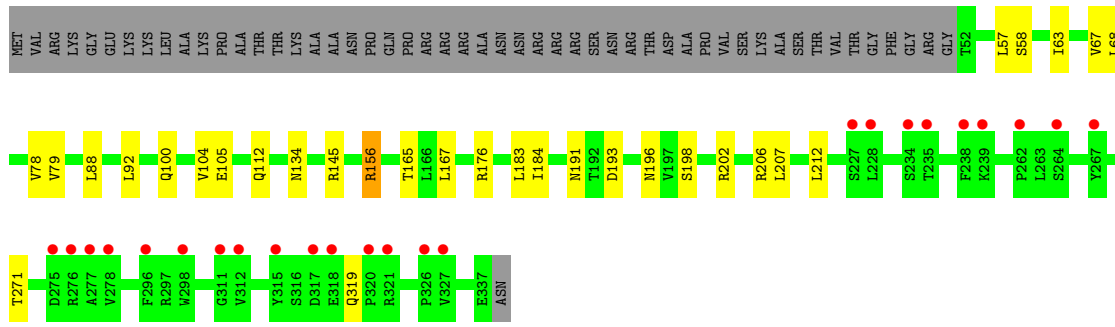 MET VAL ARG LYS GLY GLU LYS LYS LEU ALA LYS PRO ALA THR THR LYS ALA ALA ASN PRO GLN PRO ARG ARG ARG ALA ASN ASN ARG ARG ARG SER ASN ARG THR ASP ALA PRO VAL SER LYS ALA SER THR VAL THR GLY PHE GLY ARG GLY T52 L57 S58 I63 V67 L68
V78 V79 L88 L92 Q100 V104 E105 Q112 N134 R145 R156 T165 L166 L167 R176 L183 I184 N191 T192 D193 N196 V197 S198 R202 R206 L207 L212 S227 L228 S234 T235 F238 K239 P262 L263 S264 Y267
T271 D275 R276 A277 V278 F296 R297 W298 G311 V312 Y315 S316 D317 E318 Q319 P320 R321 P326 V327 E337 ASN